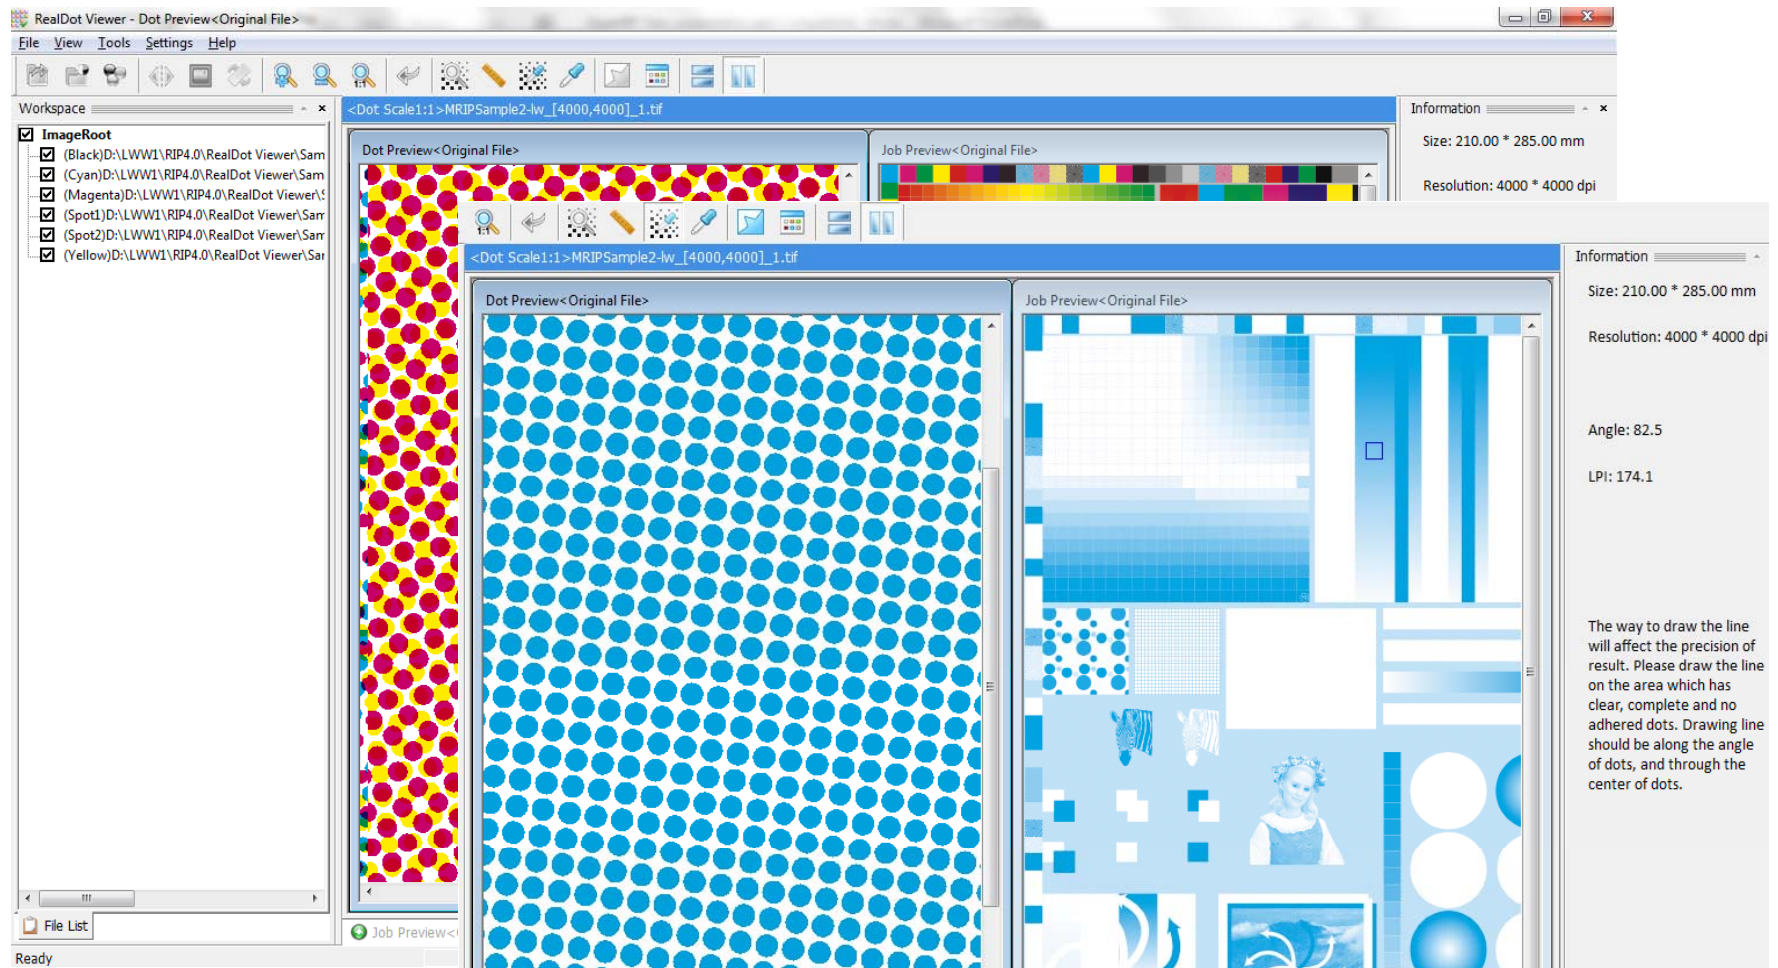 RealDot Viewer - Dot Preview<Original File>
File View Tools Settings Help
1:1
Workspace
ImageRoot
(Black)D:\LWW1\RIP4.0\RealDot Viewer\Sam
(Cyan)D:\LWW1\RIP4.0\RealDot Viewer\Sam
(Magenta)D:\LWW1\RIP4.0\RealDot Viewer\S
(Spot1)D:\LWW1\RIP4.0\RealDot Viewer\Sam
(Spot2)D:\LWW1\RIP4.0\RealDot Viewer\Sam
(Yellow)D:\LWW1\RIP4.0\RealDot Viewer\Sar
File List
Ready
<Dot Scale1:1>MRIPSample2-lw_[4000,4000]_1.tif
Dot Preview<Original File>
Job Preview<Original File>
Information
Size: 210.00 * 285.00 mm
Resolution: 4000 * 4000 dpi
Job Preview<
1:1
<Dot Scale1:1>MRIPSample2-lw_[4000,4000]_1.tif
Dot Preview<Original File>
Job Preview<Original File>
Information
Size: 210.00 * 285.00 mm
Resolution: 4000 * 4000 dpi
Angle: 82.5
LPI: 174.1
The way to draw the line
will affect the precision of
result. Please draw the line
on the area which has
clear, complete and no
adhered dots. Drawing line
should be along the angle
of dots, and through the
center of dots.